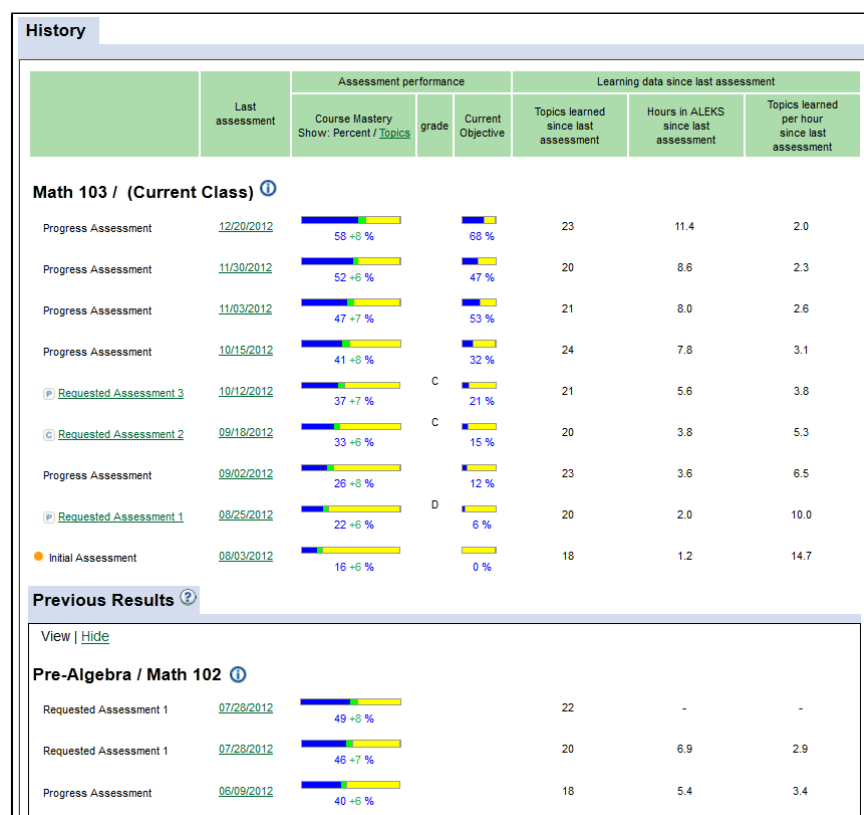 History
Assessment performance Learning data since last assessment
Last assessment Course Mastery Show: Percent / Topics grade Current Objective Topics learned since last assessment Hours in ALEKS since last assessment Topics learned per hour since last assessment
Math 103 / (Current Class)
Progress Assessment 12/20/2012 58 +8 % 68 % 23 11.4 2.0
Progress Assessment 11/30/2012 52 +6 % 47 % 20 8.6 2.3
Progress Assessment 11/03/2012 47 +7 % 53 % 21 8.0 2.6
Progress Assessment 10/15/2012 41 +8 % 32 % 24 7.8 3.1
P Requested Assessment 3 10/12/2012 37 +7 % C 21 % 21 5.6 3.8
C Requested Assessment 2 09/18/2012 33 +6 % C 15 % 20 3.8 5.3
Progress Assessment 09/02/2012 26 +8 % 12 % 23 3.6 6.5
P Requested Assessment 1 08/25/2012 22 +6 % D 6 % 20 2.0 10.0
Initial Assessment 08/03/2012 16 +6 % 0 % 18 1.2 14.7
Previous Results ?
View | Hide
Pre-Algebra / Math 102
Requested Assessment 1 07/28/2012 49 +8 % 22 - -
Requested Assessment 1 07/28/2012 46 +7 % 20 6.9 2.9
Progress Assessment 06/09/2012 40 +6 % 18 5.4 3.4